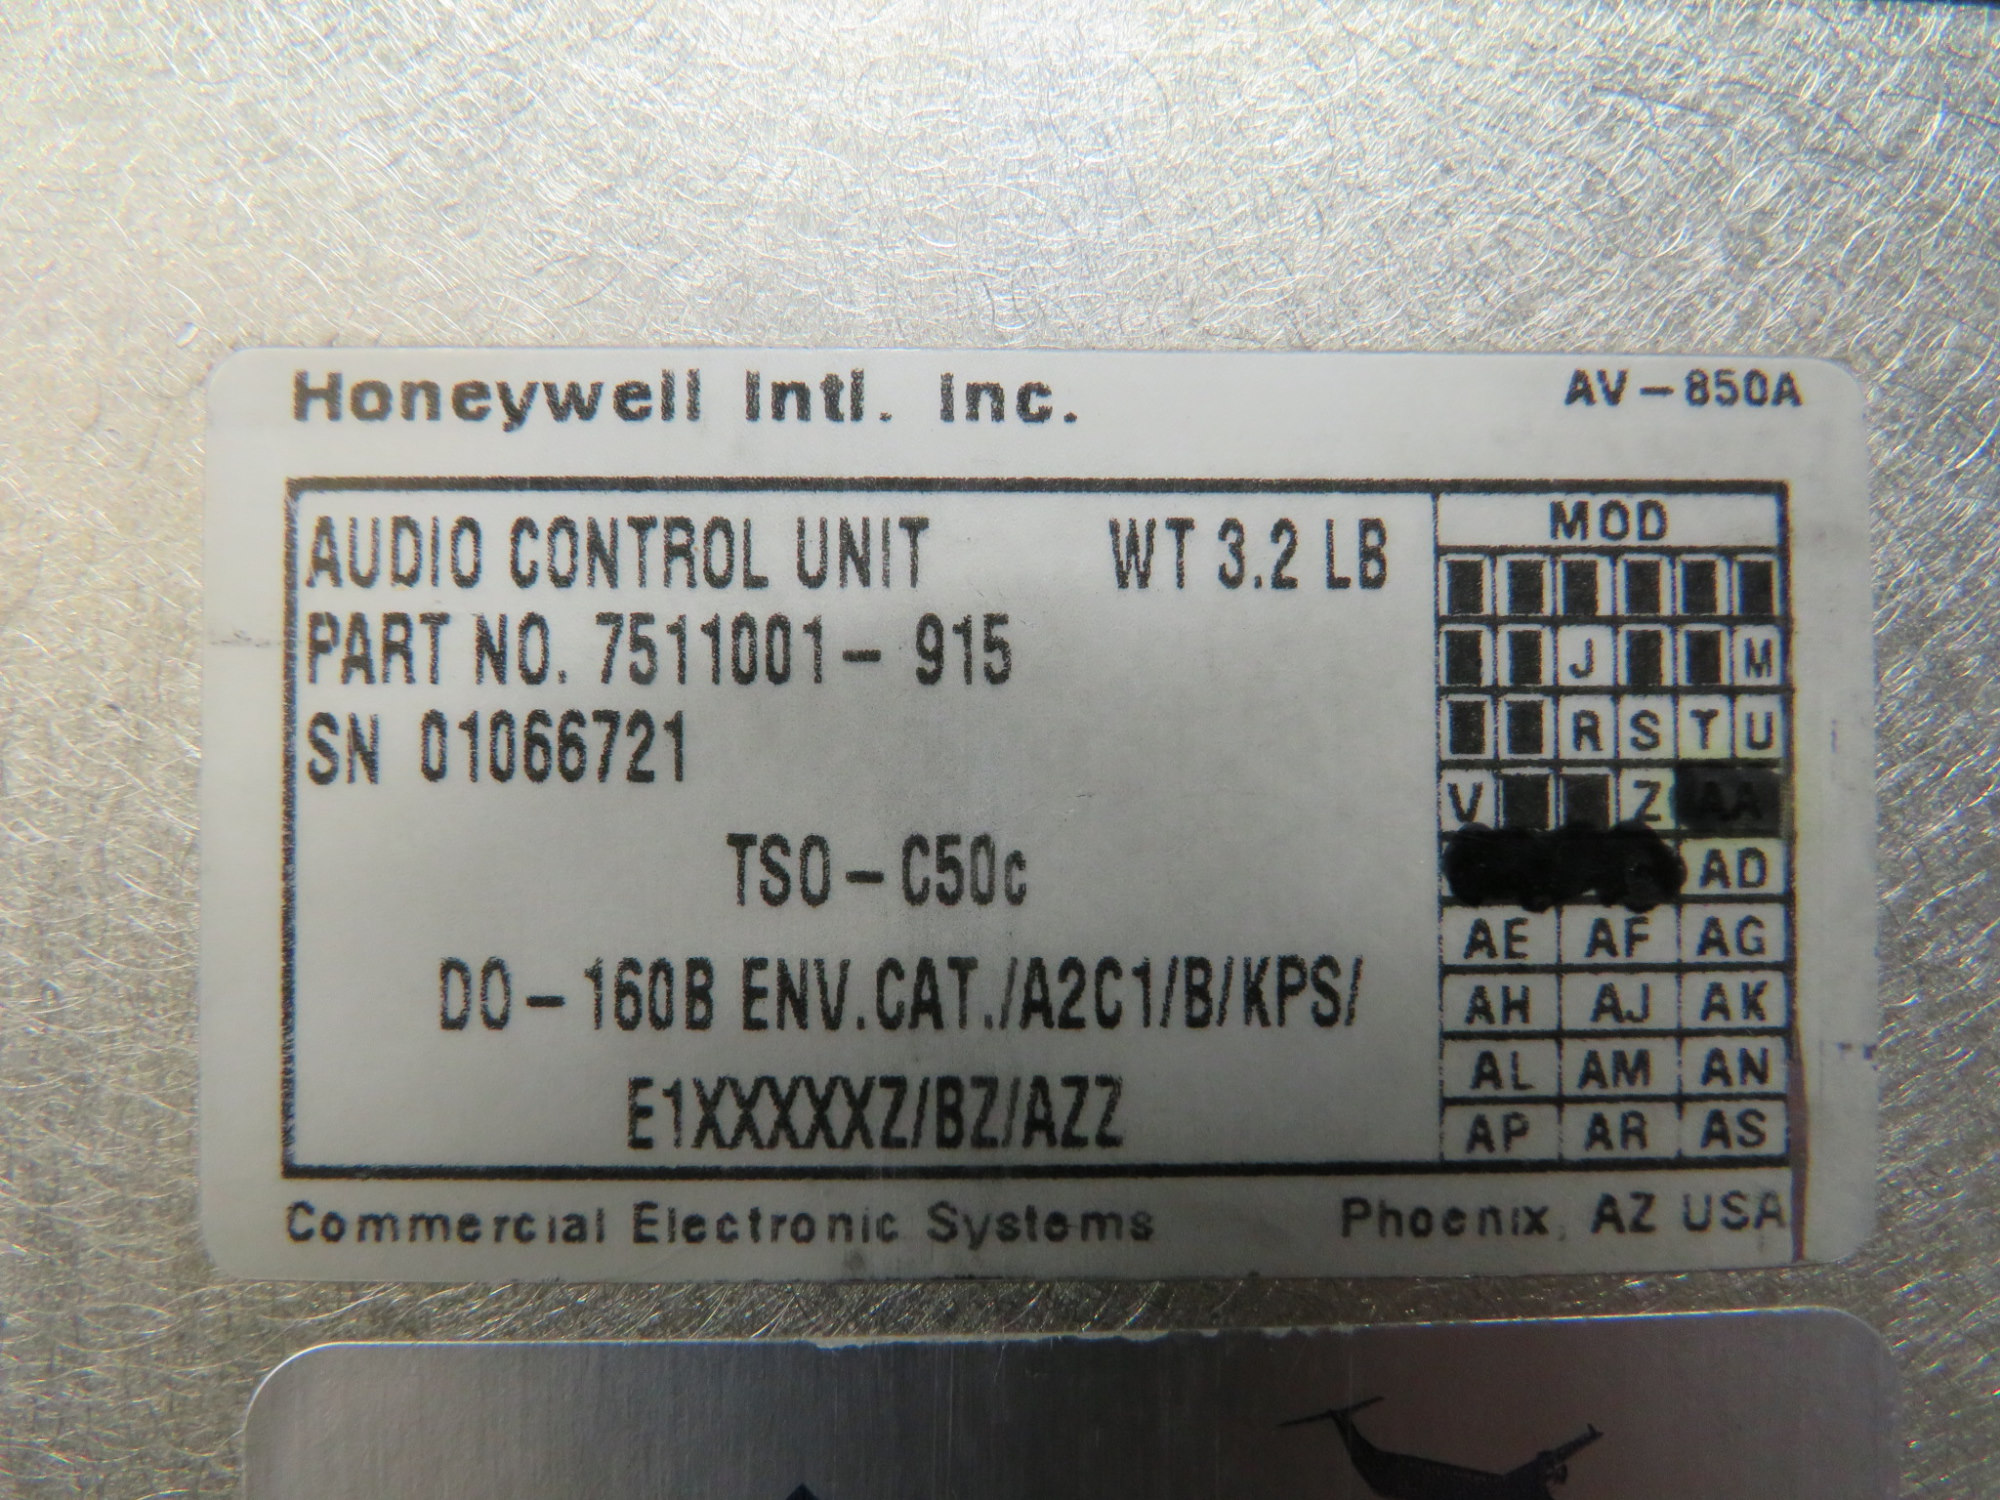 Honeywell Intl. Inc. AV-850A
AUDIO CONTROL UNIT WT 3.2 LB
PART NO. 7511001- 915
SN 01066721
TSO-C50c
DO-160B ENV.CAT./A2C1/B/KPS/
E1XXXXXZ/BZ/AZZ
MOD
J M
R S T U
V Z AA
AD
AE AF AG
AH AJ AK
AL AM AN
AP AR AS
Commercial Electronic Systems Phoenix, AZ USA